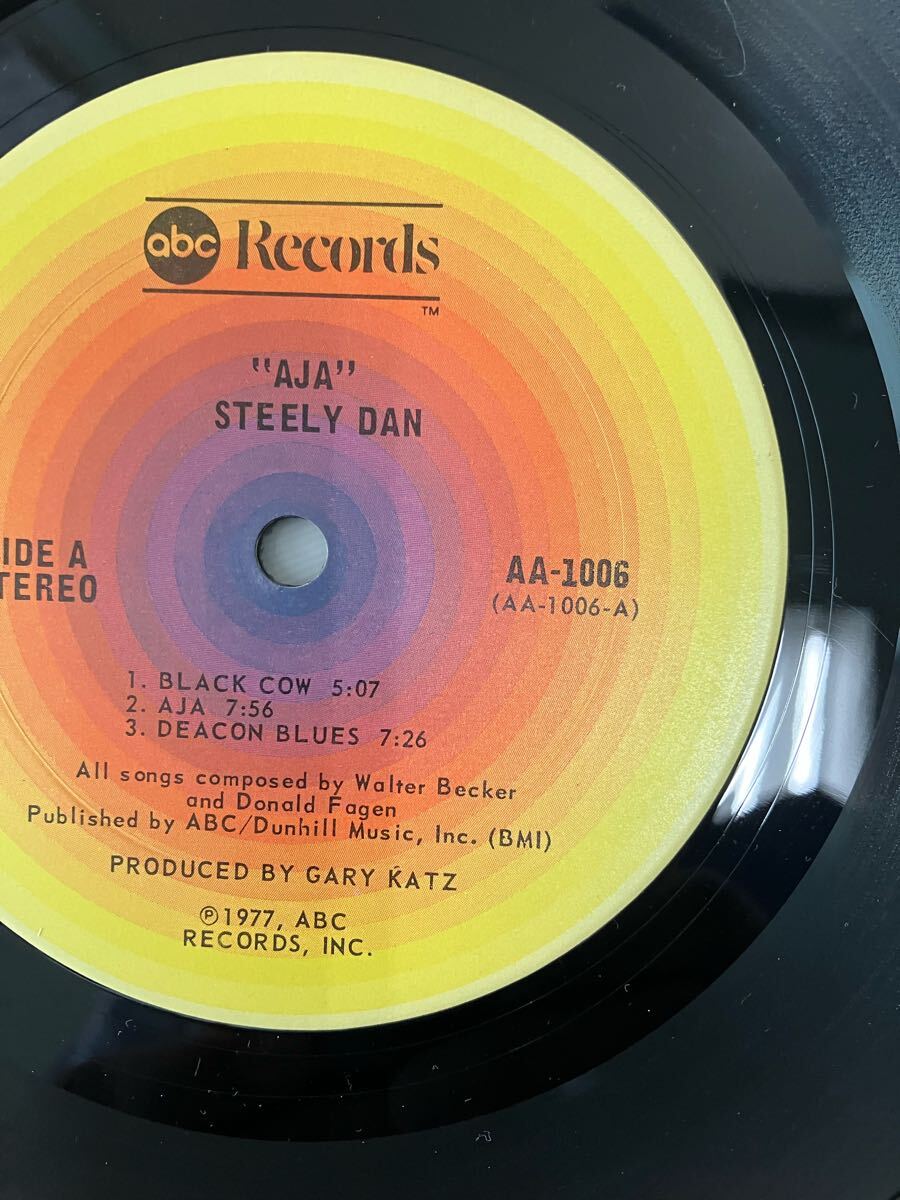 abc Records
TM
"AJA"
STEELY DAN
IDE A
TEREO
AA-1006
(AA-1006-A)
1. BLACK COW 5:07
2. AJA 7:56
3. DEACON BLUES 7:26
All songs composed by Walter Becker
and Donald Fagen
Published by ABC/Dunhill Music, Inc. (BMI)
PRODUCED BY GARY KATZ
℗1977, ABC
RECORDS, INC.